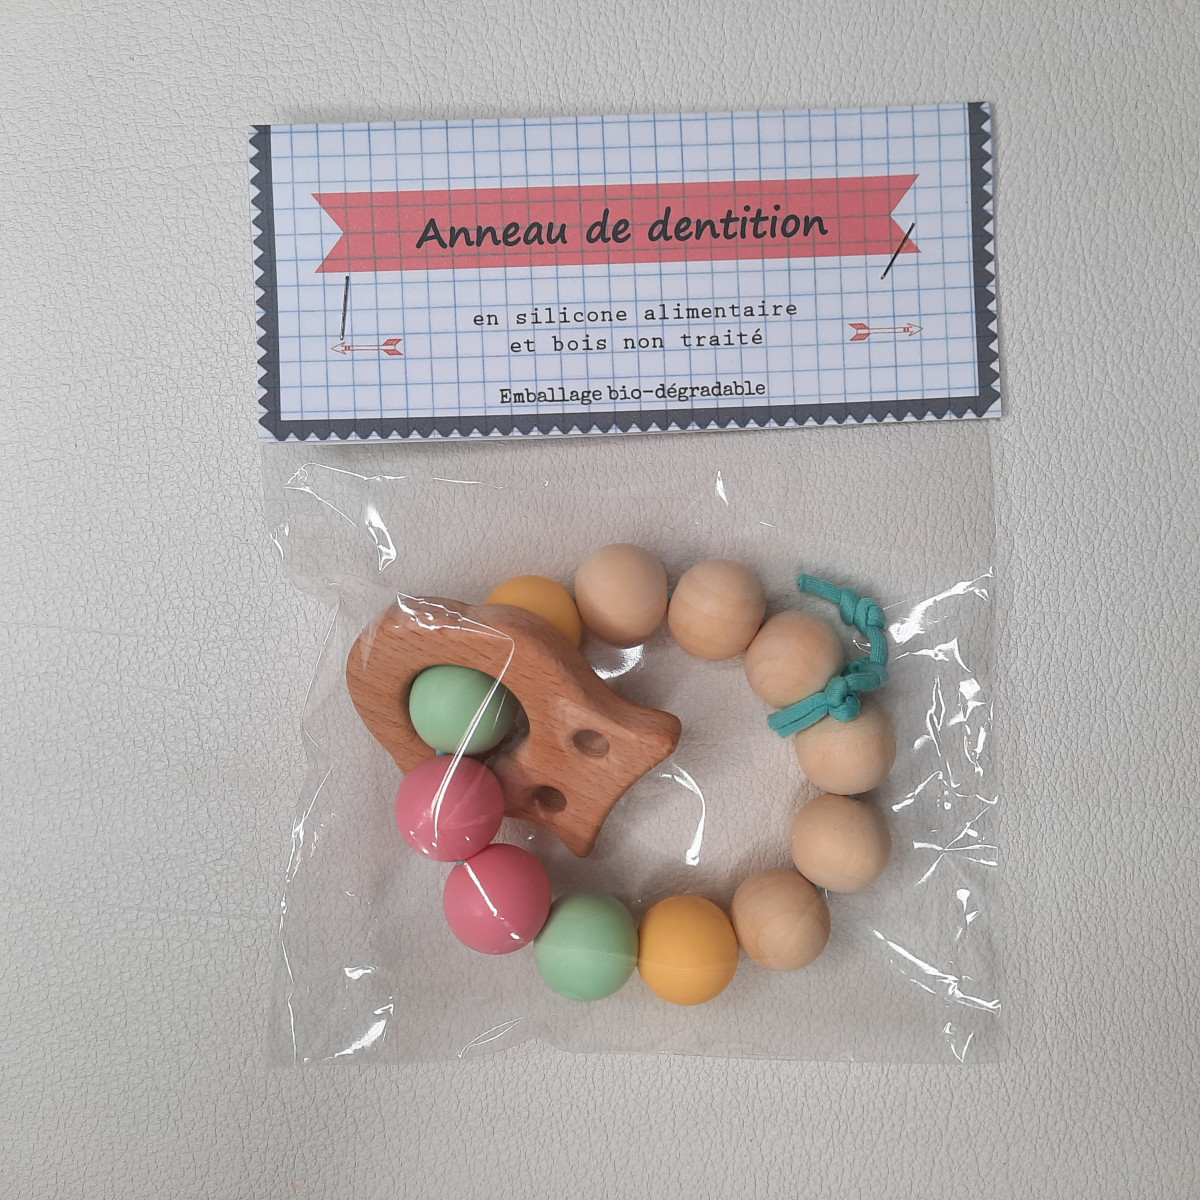 Anneau de dentition
en silicone alimentaire
et bois non traité
Emballage bio-dégradable